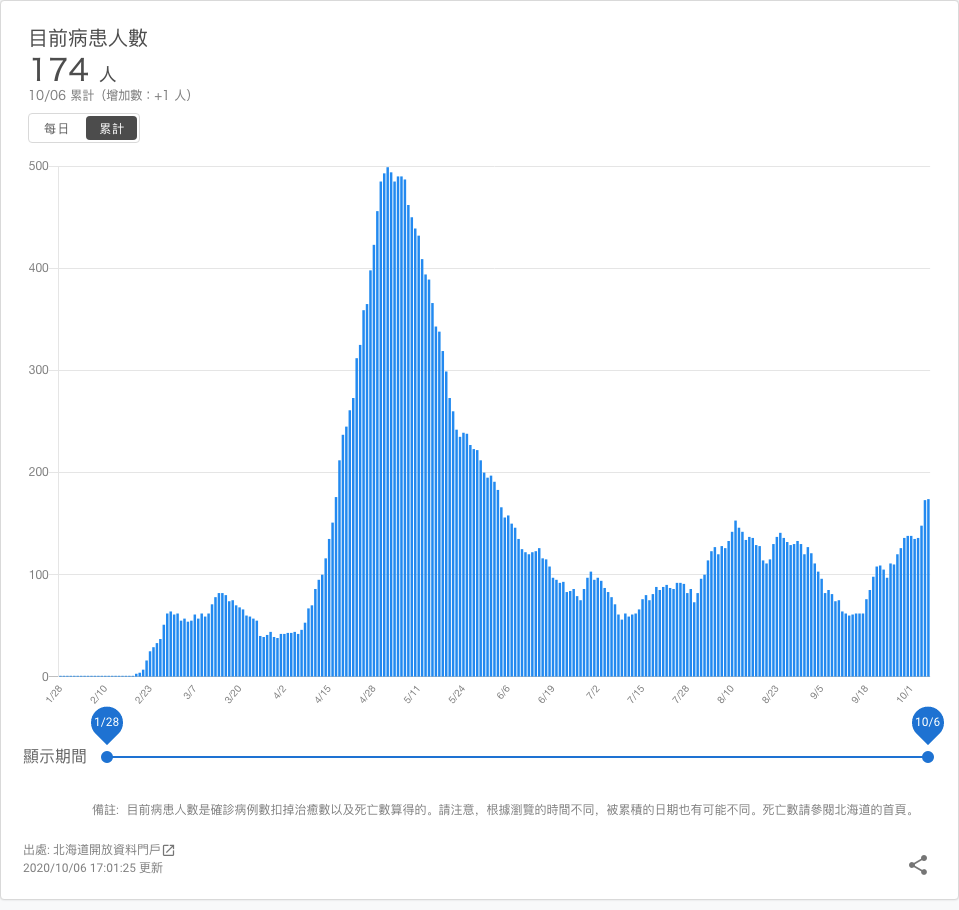 目前病患人數
174 人
10/06 累計（增加數：+1 人）
每日 累計
500
400
300
200
100
0
1/28 2/10 2/23 3/7 3/20 4/2 4/15 4/28 5/11 5/24 6/6 6/19 7/2 7/15 7/28 8/10 8/23 9/5 9/18 10/1
1/28 10/6
顯示期間
備註: 目前病患人數是確診病例數扣掉治癒數以及死亡數算得的。請注意，根據瀏覽的時間不同，被累積的日期也有可能不同。死亡數請參閱北海道的首頁。
出處: 北海道開放資料門戶
2020/10/06 17:01:25 更新